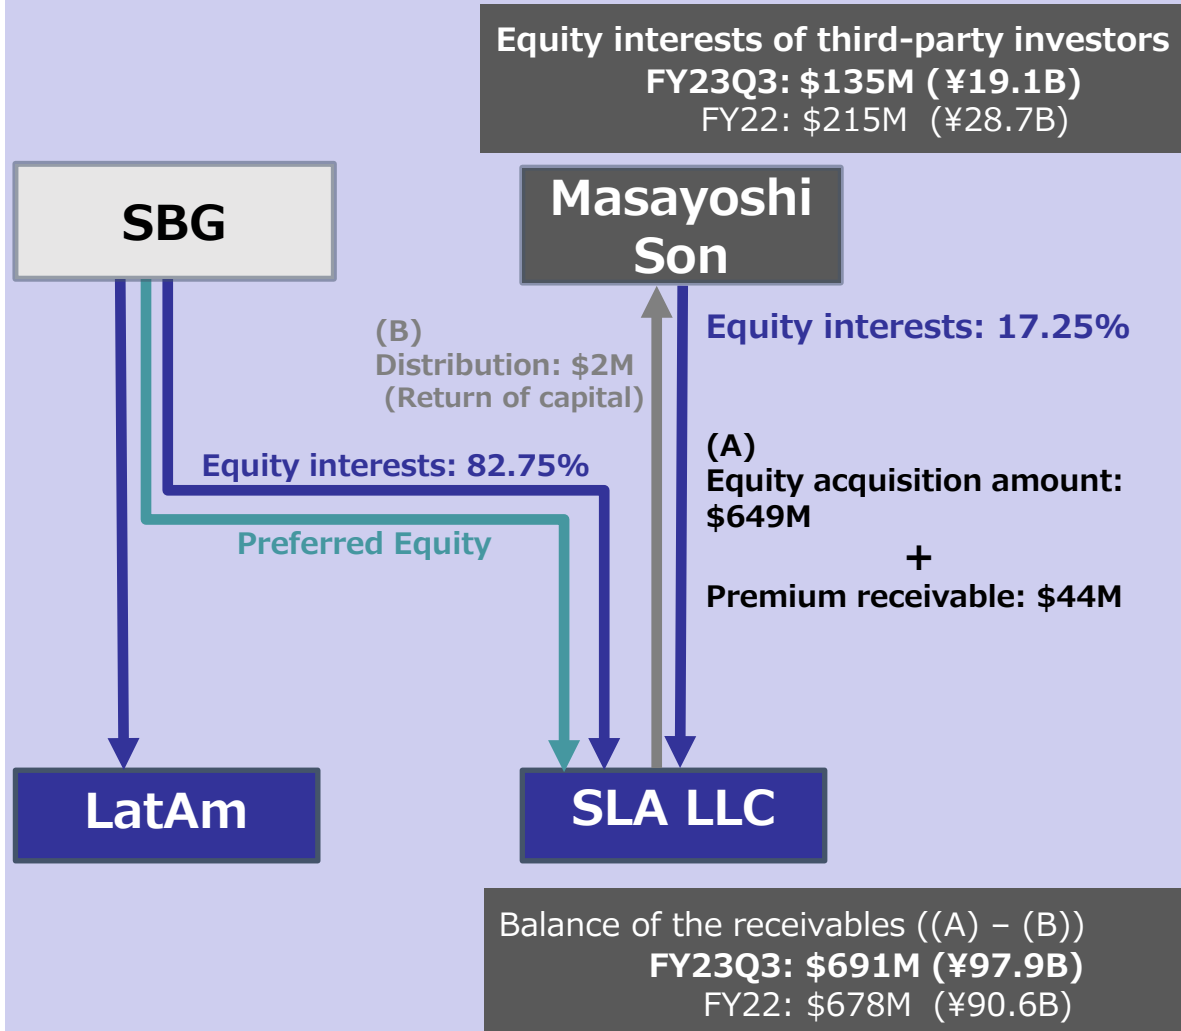 Equity interests of third-party investors
FY23Q3: $135M (¥19.1B)
FY22: $215M (¥28.7B)
SBG
Masayoshi
Son
(B)
Distribution: $2M
(Return of capital)
Equity interests: 17.25%
(A)
Equity acquisition amount:
$649M
+
Premium receivable: $44M
Equity interests: 82.75%
Preferred Equity
LatAm
SLA LLC
Balance of the receivables ((A) – (B))
FY23Q3: $691M (¥97.9B)
FY22: $678M (¥90.6B)